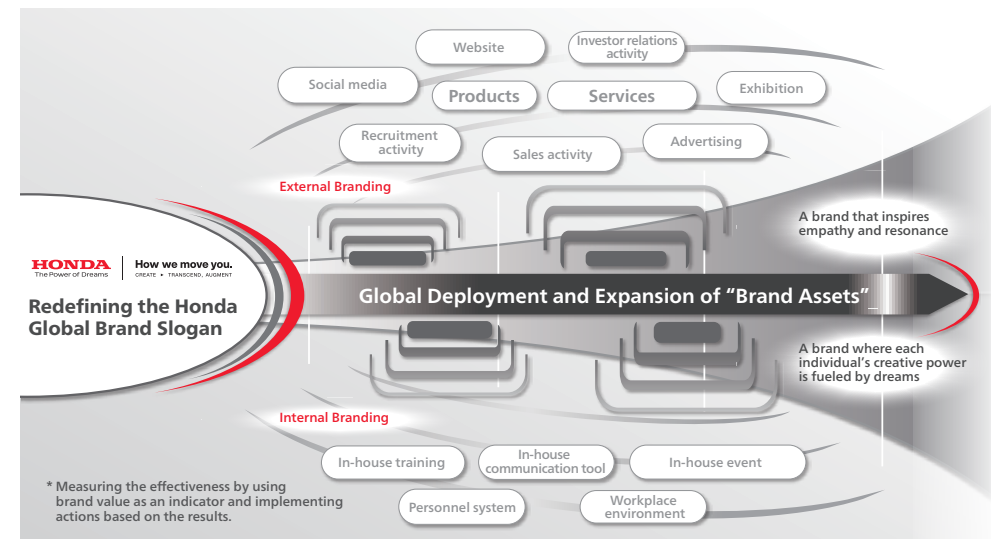 Website
Investor relations
activity
Social media
Products
Services
Exhibition
Recruitment
activity
Sales activity
Advertising
External Branding
A brand that inspires
empathy and resonance
HONDA
The Power of Dreams
How we move you.
CREATE • TRANSCEND, AUGMENT
Redefining the Honda
Global Brand Slogan
Global Deployment and Expansion of “Brand Assets”_
A brand where each
individual’s creative power
is fueled by dreams
Internal Branding
In-house training
In-house
communication tool
In-house event
Personnel system
Workplace
environment
* Measuring the effectiveness by using
brand value as an indicator and implementing
actions based on the results.